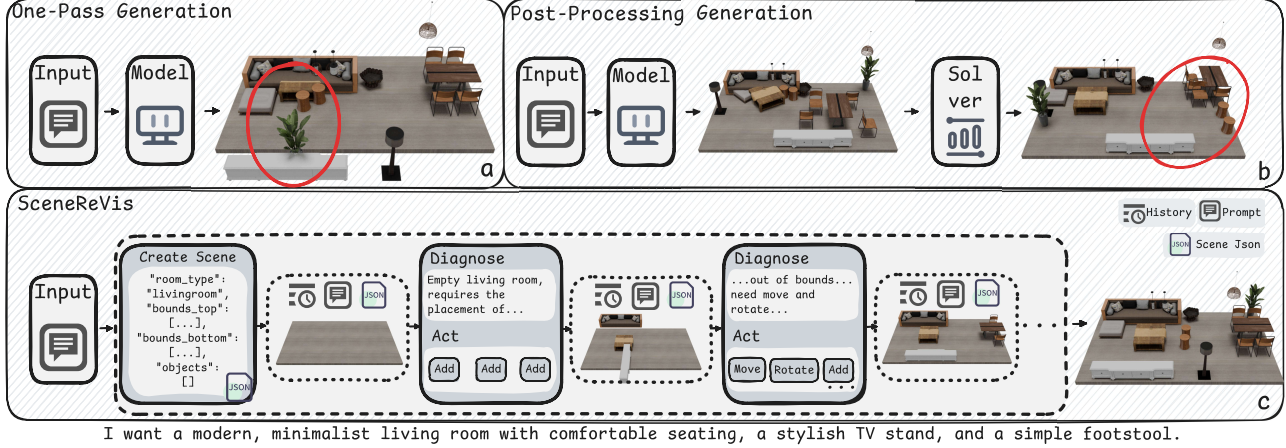 One-Pass Generation
Input
Model
a
Post-Processing Generation
Input
Model
Sol
ver
b
SceneReVis
History
Prompt
JSON
Scene Json
Input
Create Scene
"room_type":
"livingroom",
"bounds_top":
[...],
"bounds_bottom":
[...],
"objects":
[]
JSON
JSON
Diagnose
Empty living room,
requires the
placement of...
Act
Add
Add
Add
JSON
Diagnose
...out of bounds...
need move and
rotate...
Act
Move
Rotate
Add
...
JSON
....
c
I want a modern, minimalist living room with comfortable seating, a stylish TV stand, and a simple footstool.